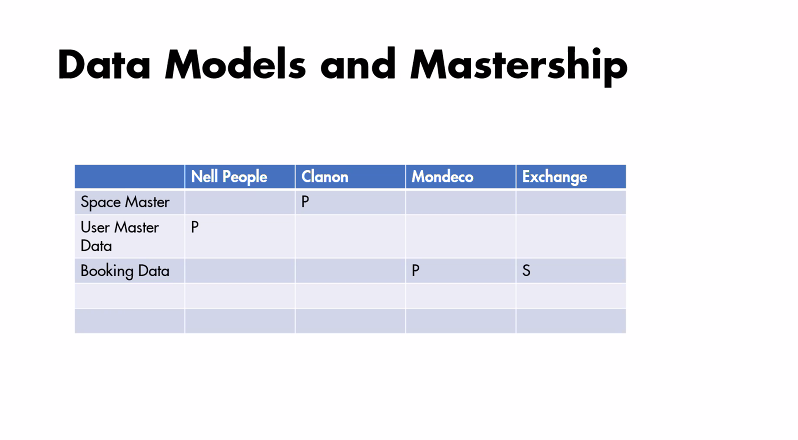 Data Models and Mastership
Nell People Clanon Mondeco Exchange
Space Master P
User Master P
Data
Booking Data P S